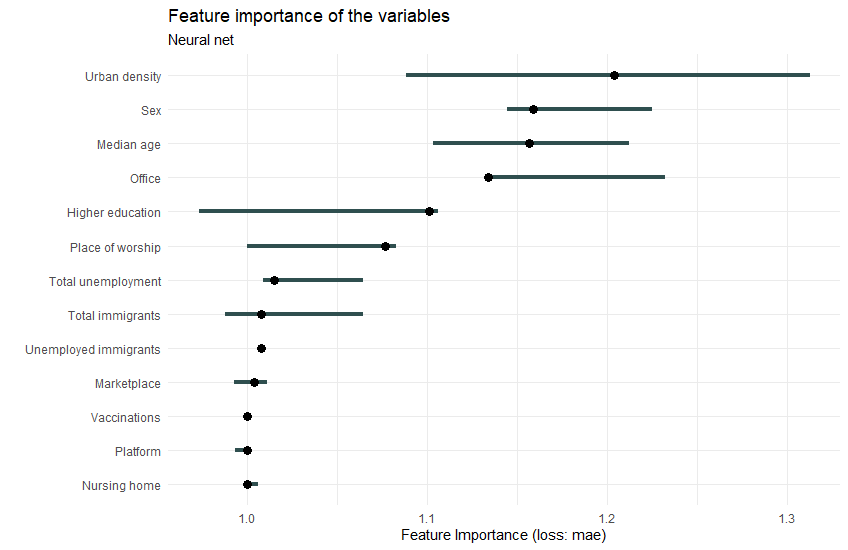 Feature importance of the variables
Neural net
Urban density
Sex
Median age
Office
Higher education
Place of worship
Total unemployment
Total immigrants
Unemployed immigrants
Marketplace
Vaccinations
Platform
Nursing home
1.0 1.1 1.2 1.3
Feature Importance (loss: mae)